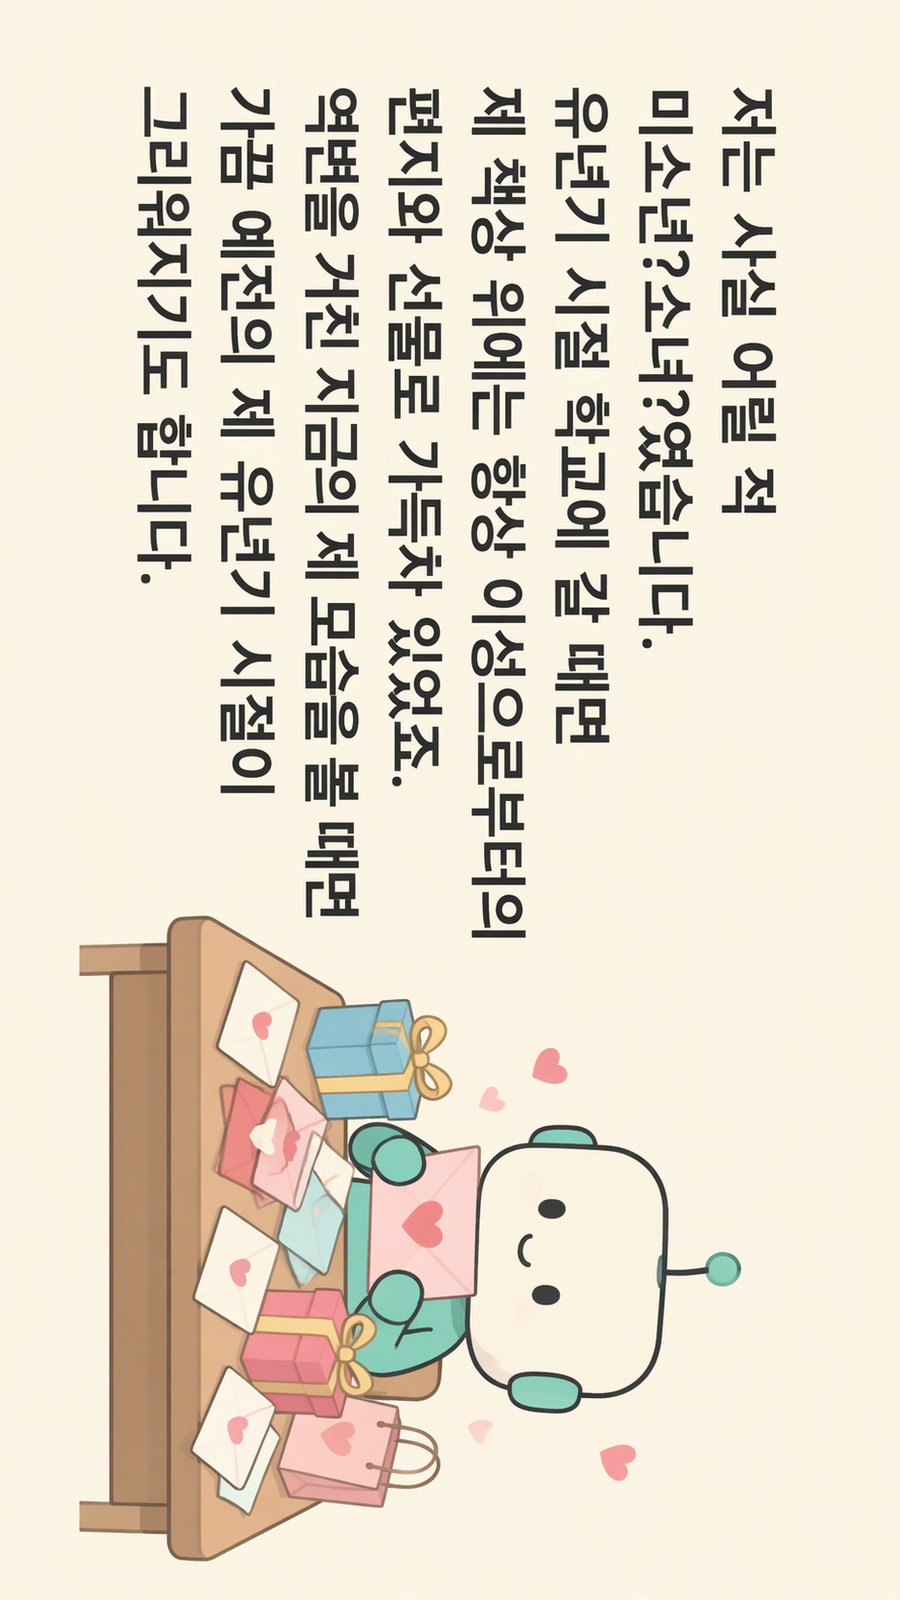 저는 사실 어릴 적
미소년?소녀?였습니다.
유년기 시절 학교에 갈 때면
제 책상 위에는 항상 이성으로부터의
편지와 선물로 가득차 있었죠.
역변을 거친 지금의 제 모습을 볼 때면
가끔 예전의 제 유년기 시절이
그리워지기도 합니다.